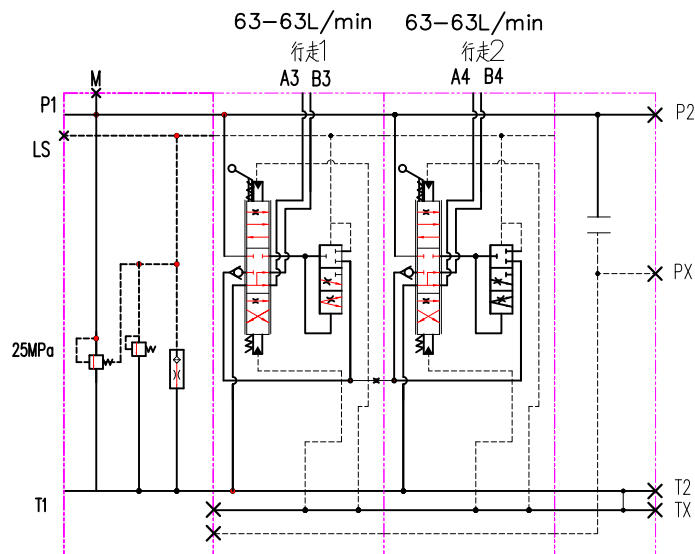 63-63L/min 63-63L/min
行走1 行走2
A3 B3 A4 B4
M
P1 P2
LS
PX
25MPa
T2
T1 TX